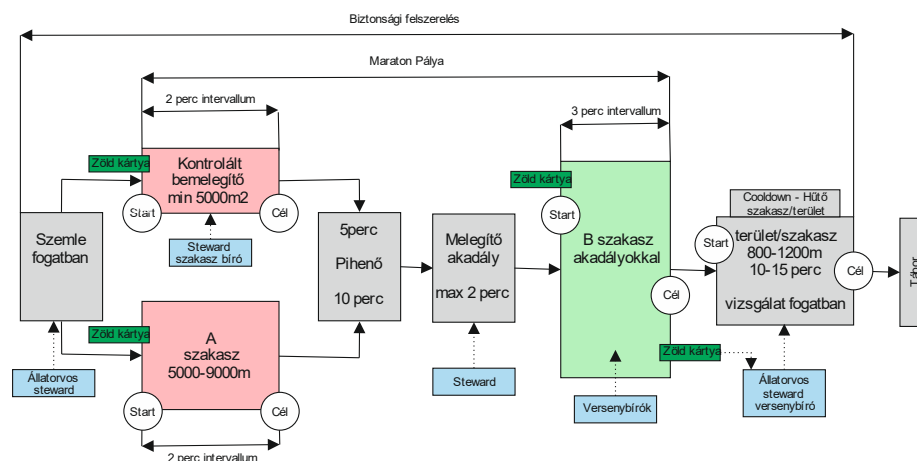 Biztonsági felszerelés
Maraton Pálya
2 perc intervallum
3 perc intervallum
Zöld kártya
Kontrolált
bemelegítő
min 5000m2
Start
Cél
Steward
szakasz bíró
Szemle
fogatban
Állatorvos
steward
Zöld kártya
A
szakasz
5000-9000m
Start
Cél
2 perc intervallum
5perc
Pihenő
10 perc
Melegítő
akadály
max 2 perc
Steward
Zöld kártya
Start
B szakasz
akadályokkal
Cél
Zöld kártya
Versenybírók
Cooldown - Hűtő
szakasz/terület
Start
terület/szakasz
800-1200m
10-15 perc
vizsgálat fogatban
Cél
Állatorvos
steward
versenybíró
Tábor